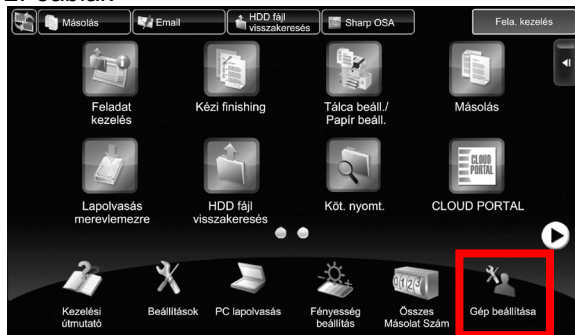 Másolás
Email
HDD fájl
visszakeresés
Sharp OSA
Fela. kezelés
Feladat
kezelés
Kézi finishing
Tálca beáll./
Papír beáll.
Másolás
CLOUD
PORTAL
Lapolvasás
merevlemezre
HDD fájl
visszakeresés
Köt. nyomt.
CLOUD PORTAL
0123
Kezelési
útmutató
Beállítások
PC lapolvasás
Fényesség
beállítás
Összes
Másolat Szám
Gép beállítása